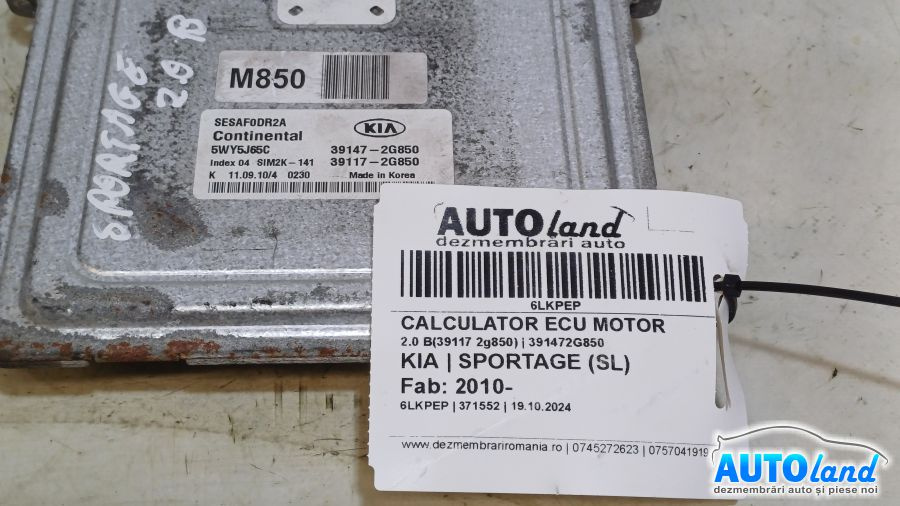 SPORTAGE
2.0 B
M850
SESAF0DR2A
Continental KIA
5WY5J65C 39147-2G850
Index 04 SIM2K-141 39117-2G850
K 11.09.10/4 0230 Made in Korea
AUTOland
dezmembrări auto
6LKPEP
CALCULATOR ECU MOTOR
2.0 B(39117 2g850) | 391472G850
KIA | SPORTAGE (SL)
Fab: 2010-
6LKPEP | 371552 | 19.10.2024
www.dezmembrariromania.ro | 0745272623 | 0757041919
AUTOland
dezmembrări auto și piese noi